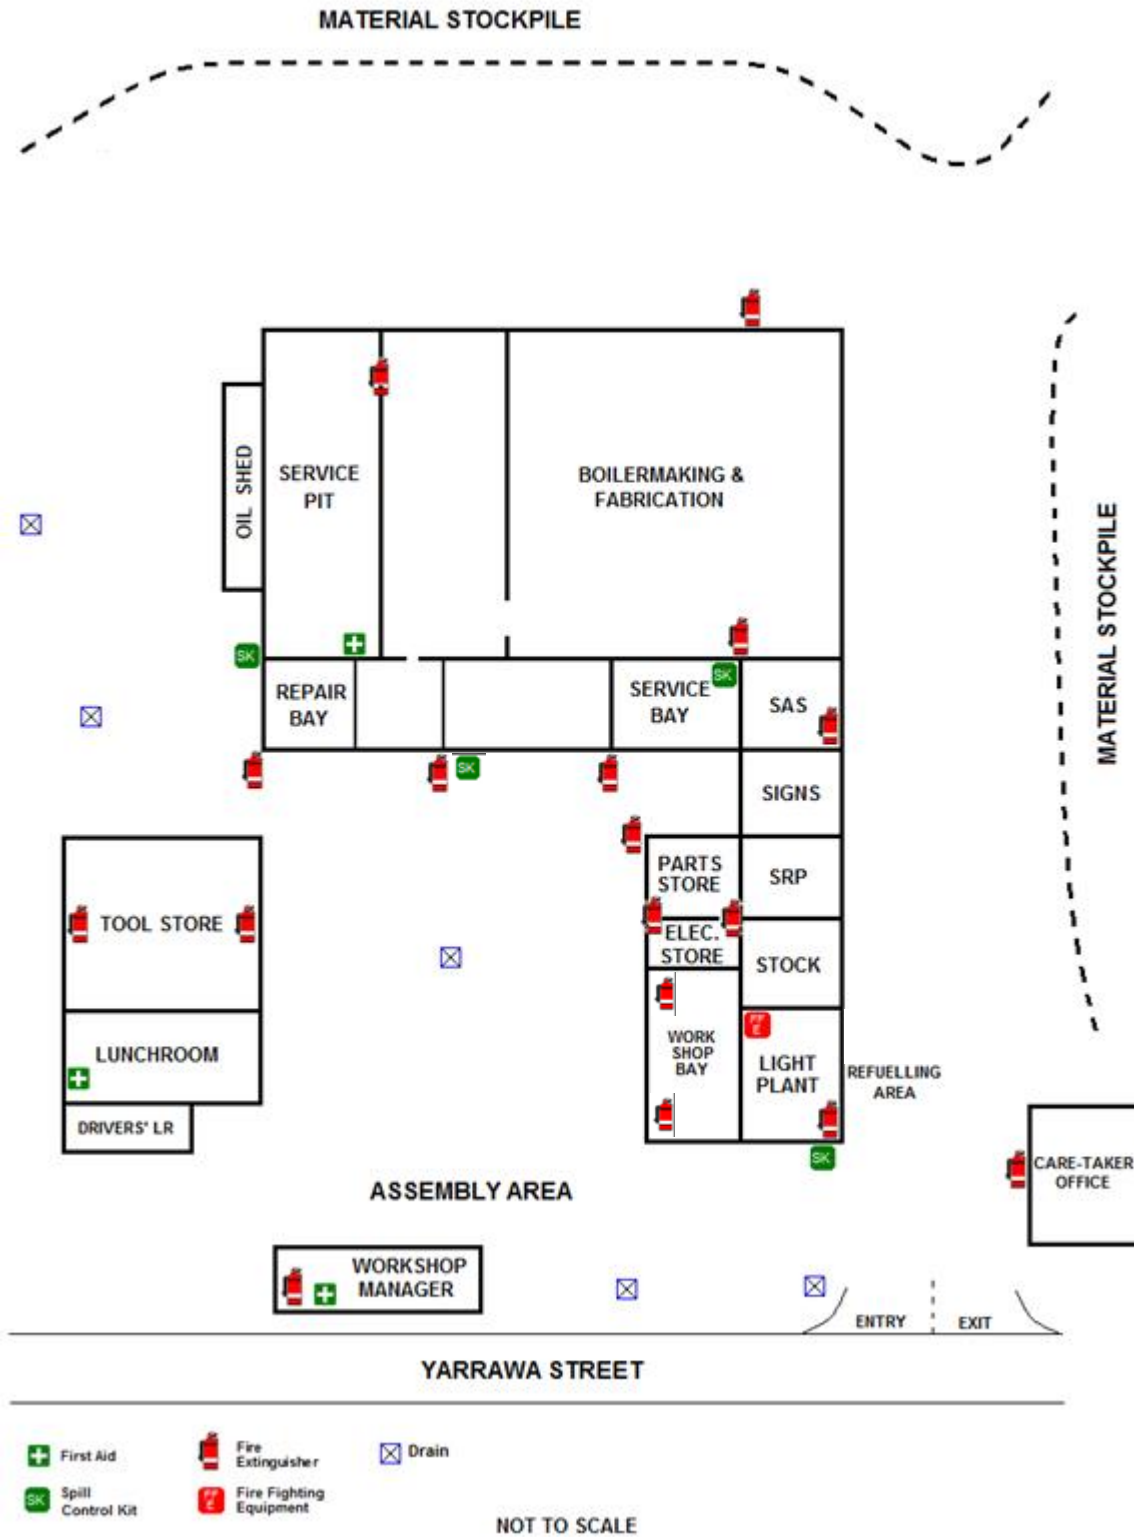 MATERIAL STOCKPILE
OIL SHED
SERVICE
PIT
BOILERMAKING &
FABRICATION
MATERIAL STOCKPILE
SK
REPAIR
BAY
SERVICE
BAY
SK
SAS
SK
SIGNS
PARTS
STORE
SRP
TOOL STORE
ELEC.
STORE
STOCK
LUNCHROOM
WORK
SHOP
BAY
FF
E
LIGHT
PLANT
REFUELLING
AREA
DRIVERS' LR
SK
CARE-TAKER
OFFICE
ASSEMBLY AREA
WORKSHOP
MANAGER
ENTRY
EXIT
YARRAWA STREET
First Aid
Fire
Extinguisher
Drain
SK
Spill
Control Kit
FF
E
Fire Fighting
Equipment
NOT TO SCALE